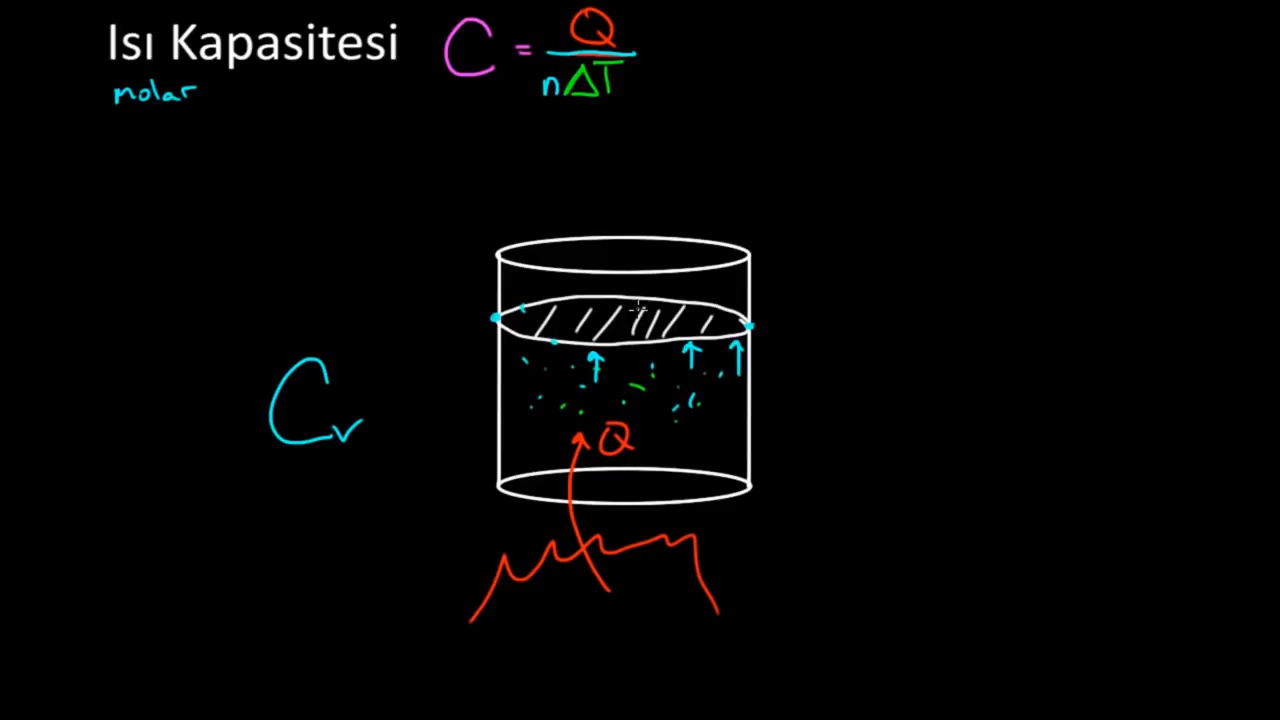 Isı Kapasitesi C = Q / nΔT
molar
Q
Cv